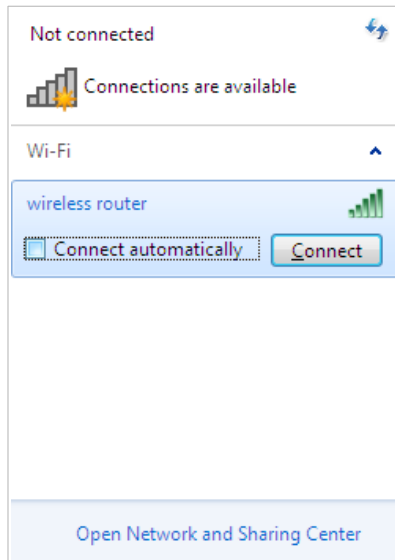 Not connected
Connections are available
Wi-Fi
wireless router
Connect automatically Connect
Open Network and Sharing Center